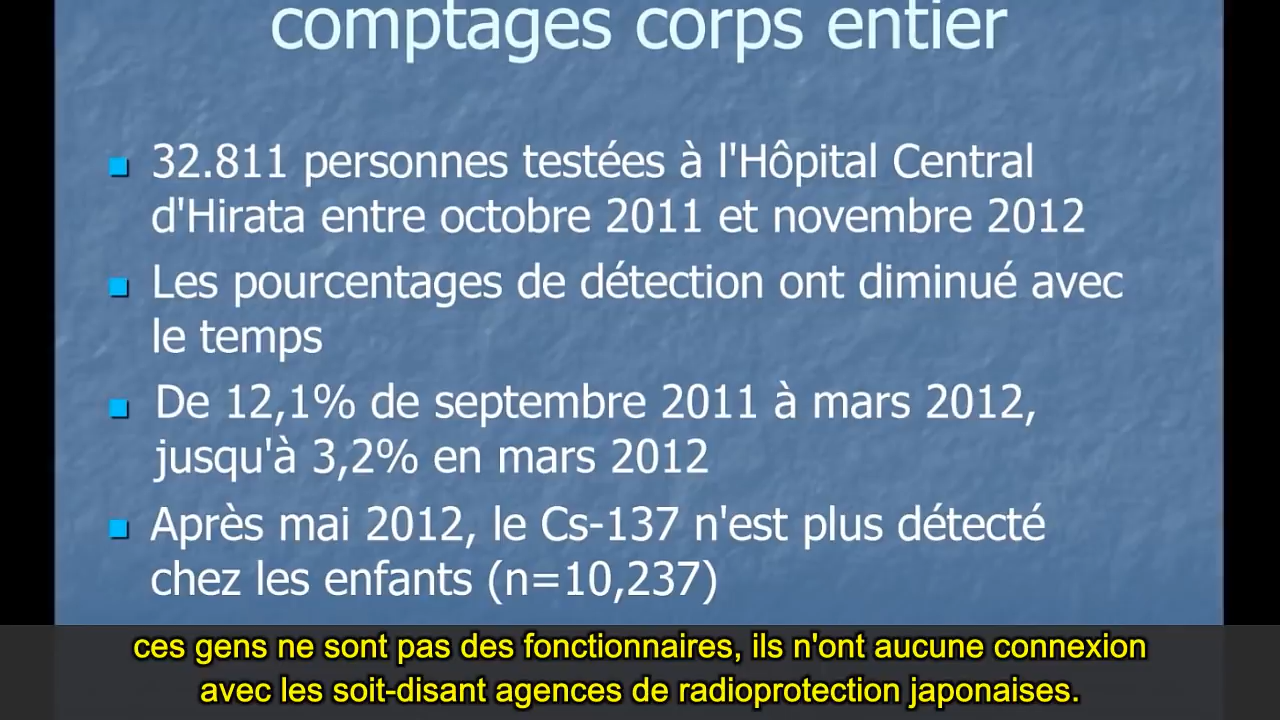 comptages corps entier
32.811 personnes testées à l'Hôpital Central
d'Hirata entre octobre 2011 et novembre 2012
Les pourcentages de détection ont diminué avec
le temps
De 12,1% de septembre 2011 à mars 2012,
jusqu'à 3,2% en mars 2012
Après mai 2012, le Cs-137 n'est plus détecté
chez les enfants (n=10,237)
ces gens ne sont pas des fonctionnaires, ils n'ont aucune connexion
avec les soit-disant agences de radioprotection japonaises.